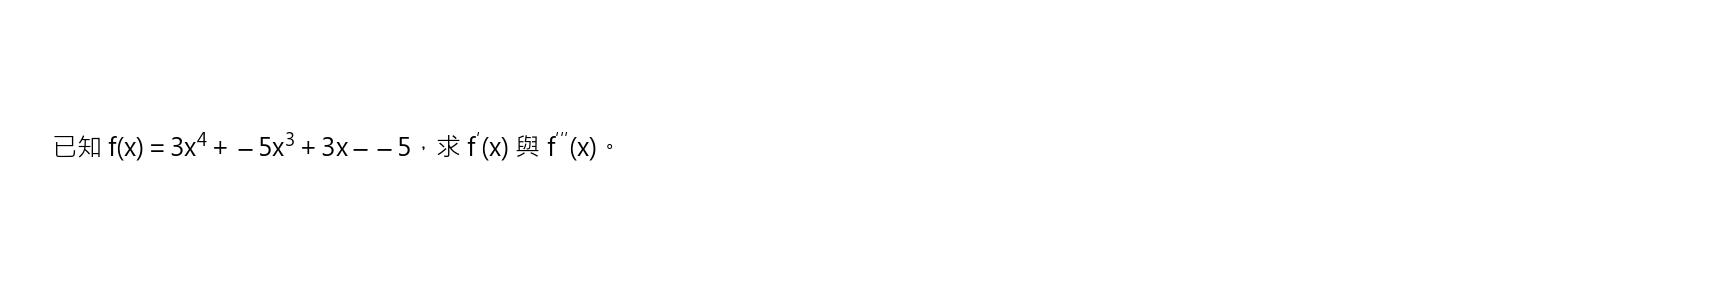 已知 f(x) = 3x⁴ + − 5x³ + 3x − − 5，求 f′(x) 與 f′′′(x)。